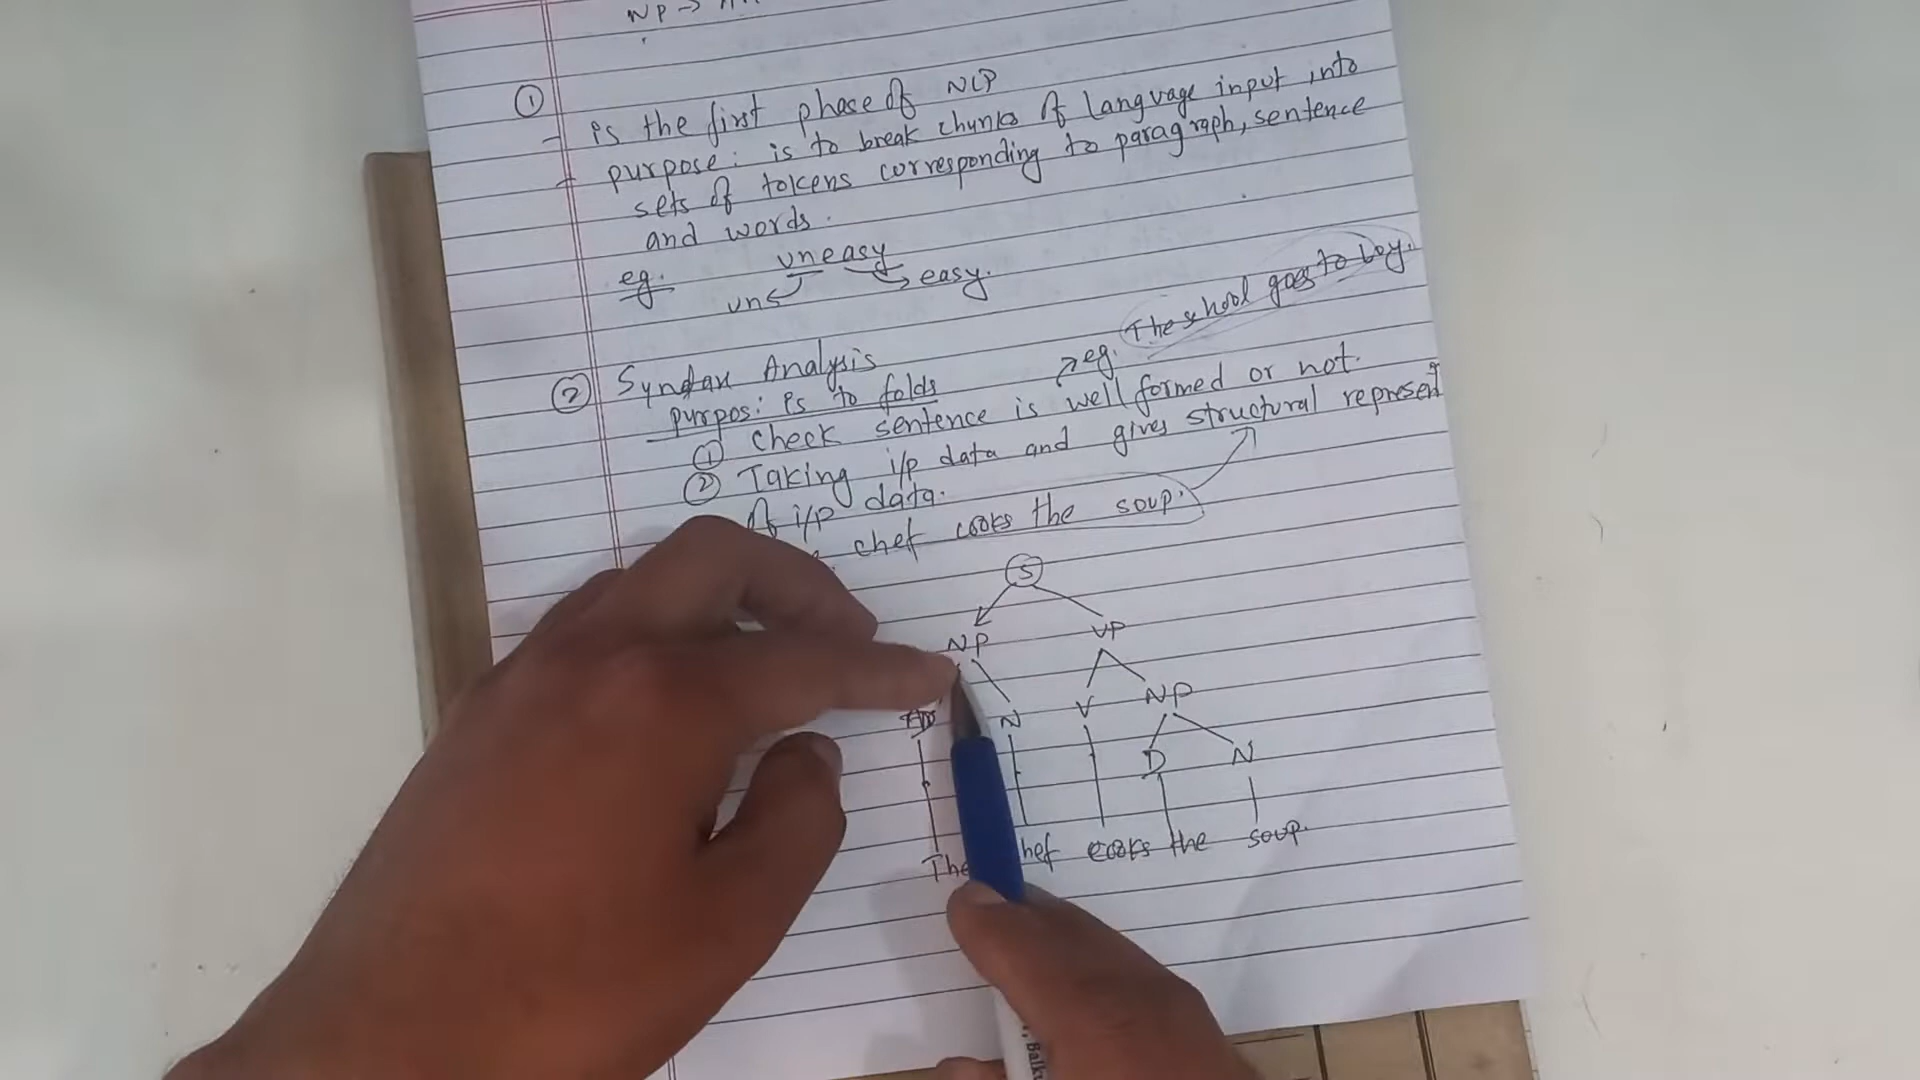 NP →
① is the first phase of NLP
- purpose: is to break chunks of language input into
sets of tokens corresponding to paragraph, sentence
and words.
eg. uneasy
un easy.
eg. The school goes to boy.
② Syntax Analysis
purpos: is to folds
① check sentence is well formed or not.
② Taking i/p data and gives structural represent
of i/p data.
chef cooks the soup.
S
NP VP
N V NP
D N
The hef cooks the soup.